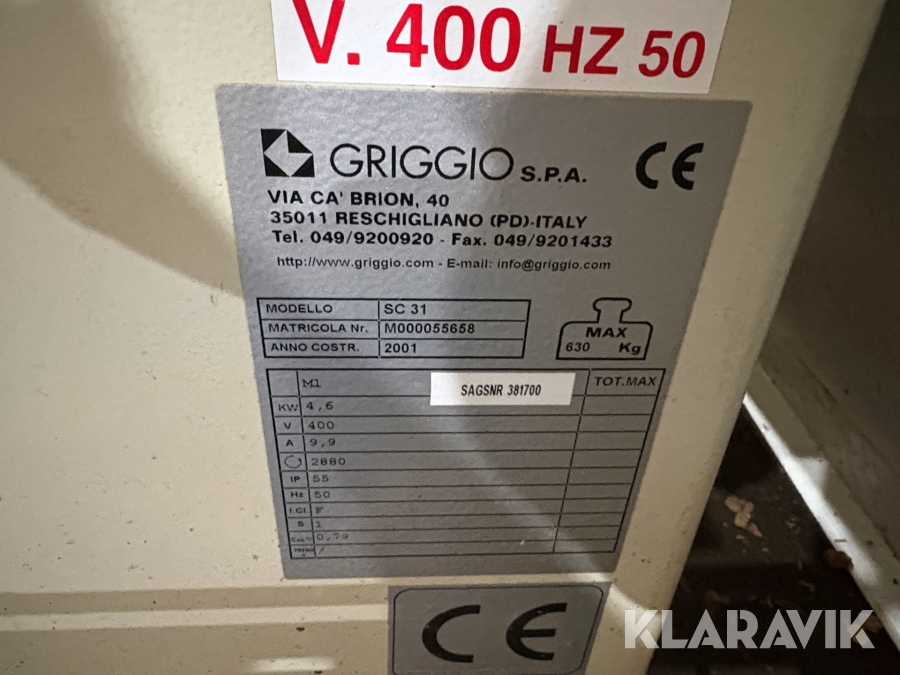 V. 400 HZ 50
GRIGGIO S.P.A. CE
VIA CA' BRION, 40
35011 RESCHIGLIANO (PD)-ITALY
Tel. 049/9200920 - Fax. 049/9201433
http://www.griggio.com - E-mail: info@griggio.com
MODELLO SC 31
MATRICOLA Nr. M000055658
ANNO COSTR. 2001
MAX
630 Kg
M1 SAGSNR 381700 TOT.MAX
KW 4,6
V 400
A 9,9
2880
IP 55
Hz 50
I.Cl. F
S 1
0,79
/
CE
KLARAVIK